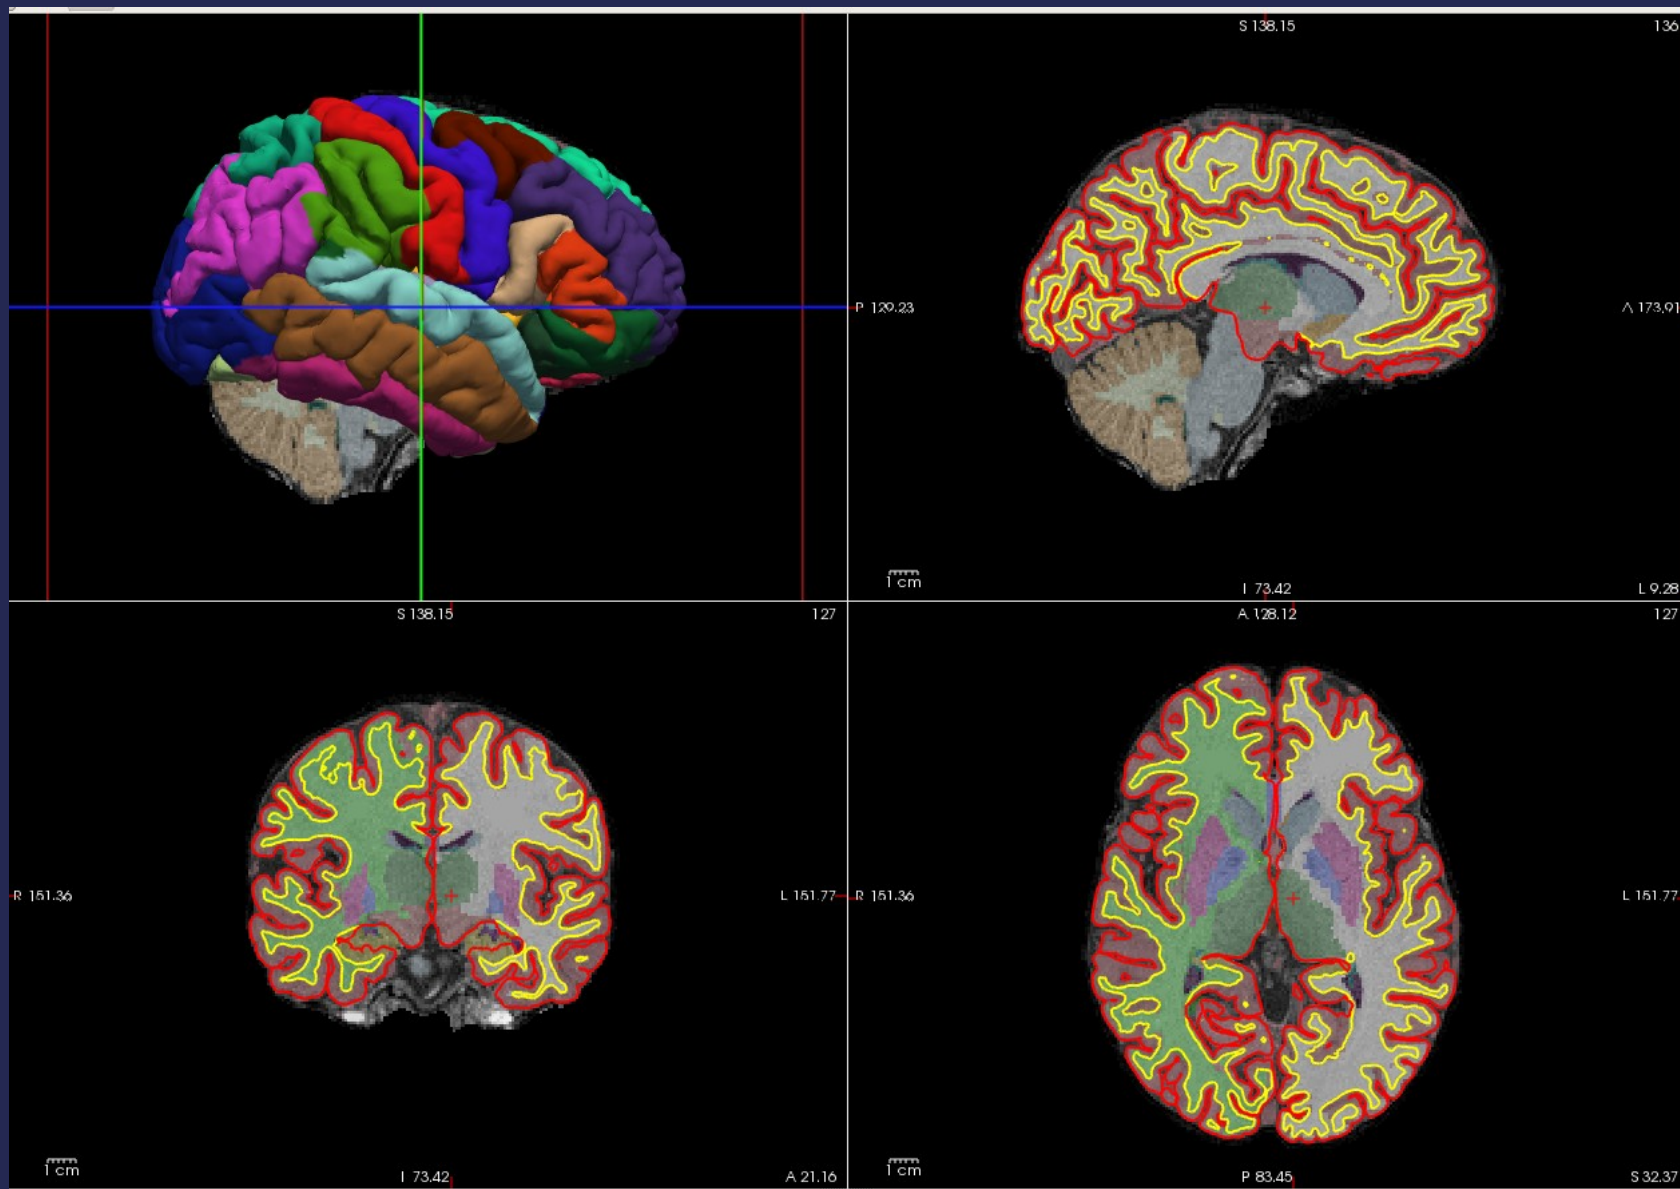 S 138.15
136
P 129.23
A 173.91
1 cm
I 73.42
L 9.28
S 138.15
127
R 151.36
L 151.77
1 cm
I 73.42
A 21.16
A 128.12
127
R 151.36
L 151.77
1 cm
P 83.45
S 32.37